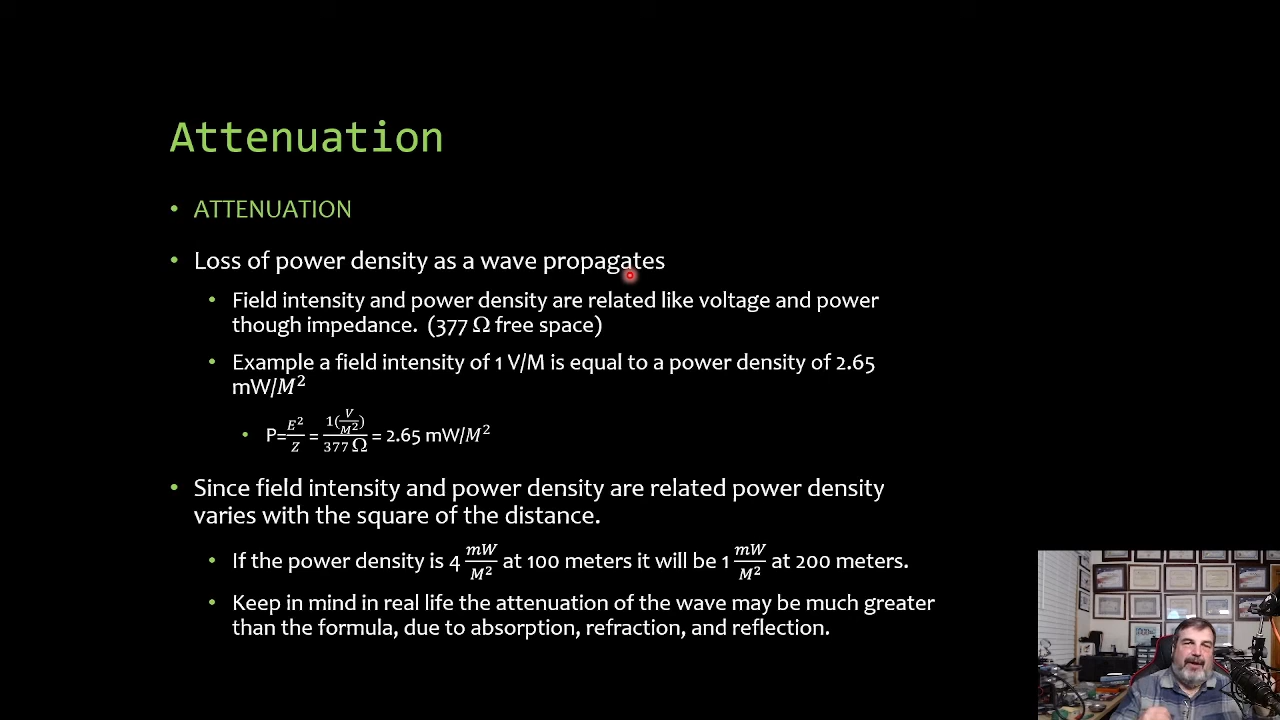 Attenuation
• ATTENUATION
• Loss of power density as a wave propagates
• Field intensity and power density are related like voltage and power
though impedance. (377 Ω free space)
• Example a field intensity of 1 V/M is equal to a power density of 2.65
mW/M²
• P=E²/Z = 1(V/M²)/377 Ω = 2.65 mW/M²
• Since field intensity and power density are related power density
varies with the square of the distance.
• If the power density is 4 mW/M² at 100 meters it will be 1 mW/M² at 200 meters.
• Keep in mind in real life the attenuation of the wave may be much greater
than the formula, due to absorption, refraction, and reflection.